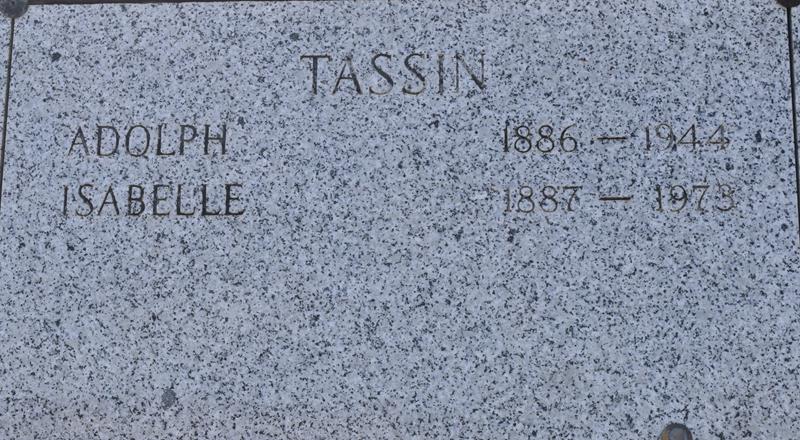 TASSIN
ADOLPH 1886 — 1944
ISABELLE 1887 — 1973